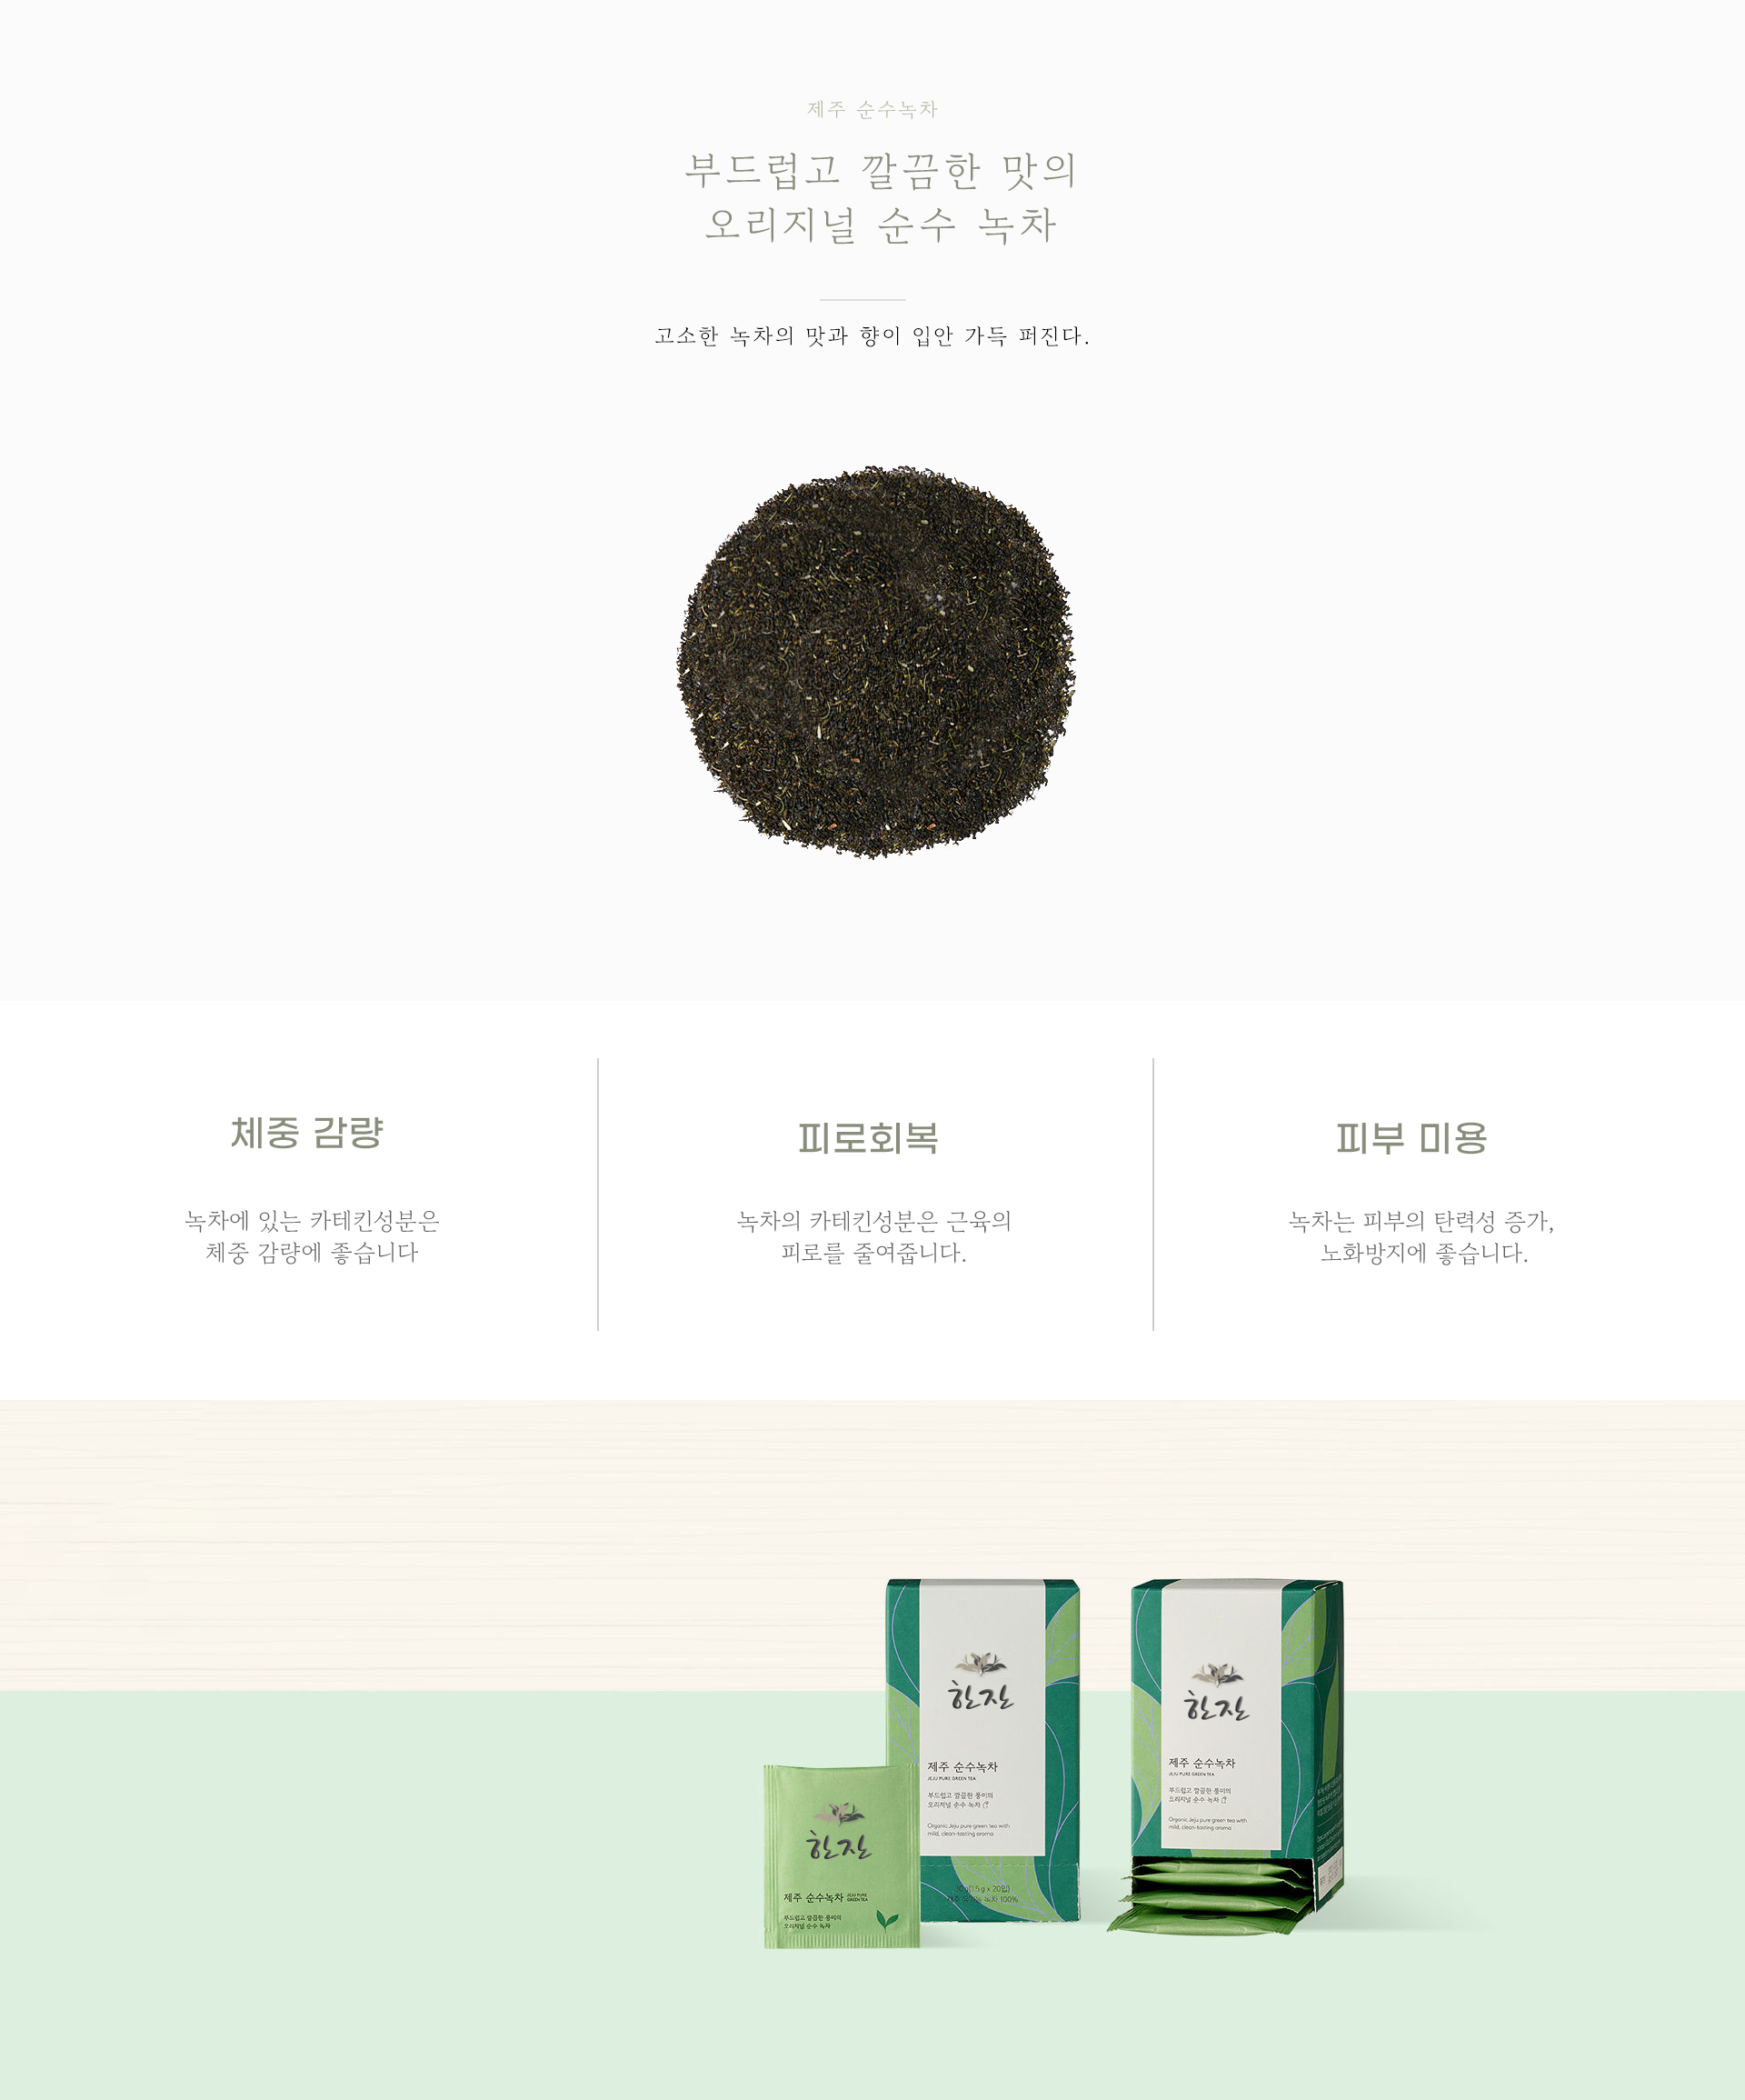 제주 순수녹차
부드럽고 깔끔한 맛의
오리지널 순수 녹차
고소한 녹차의 맛과 향이 입안 가득 퍼진다.
체중 감량
녹차에 있는 카테킨성분은
체중 감량에 좋습니다
피로회복
녹차의 카테킨성분은 근육의
피로를 줄여줍니다.
피부 미용
녹차는 피부의 탄력성 증가,
노화방지에 좋습니다.
한잔
제주 순수녹차
JEJU PURE GREEN TEA
부드럽고 깔끔한 풍미의
오리지널 순수 녹차
Organic Jeju pure green tea with
mild, clean-tasting aroma
30g(1.5g x 20입)
녹차 100%
한잔
제주 순수녹차
JEJU PURE GREEN TEA
부드럽고 깔끔한 풍미의
오리지널 순수 녹차
Organic Jeju pure green tea with
mild, clean-tasting aroma
한잔
제주 순수녹차 JEJU PURE
GREEN TEA
부드럽고 깔끔한 풍미의
오리지널 순수 녹차